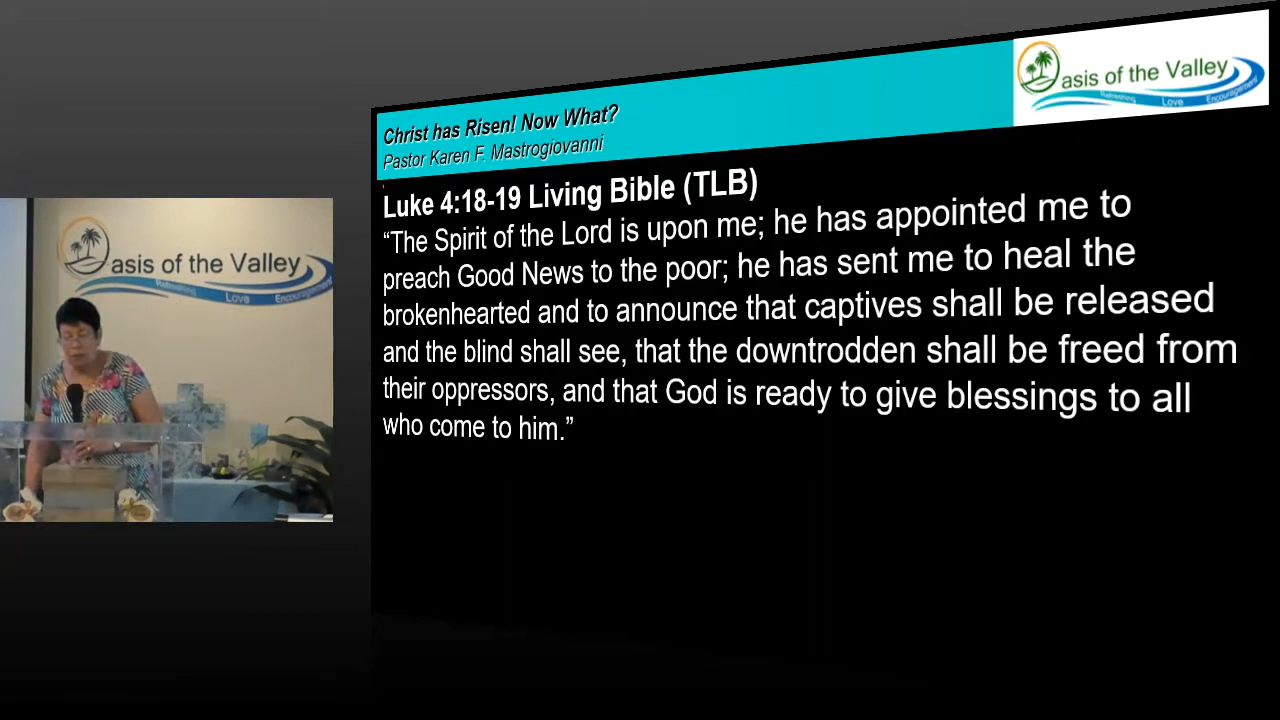 Christ has Risen! Now What?
Pastor Karen F. Mastrogiovanni
asis of the Valley
Refreshing Love Encouragement
Luke 4:18-19 Living Bible (TLB)
“The Spirit of the Lord is upon me; he has appointed me to
preach Good News to the poor; he has sent me to heal the
brokenhearted and to announce that captives shall be released
and the blind shall see, that the downtrodden shall be freed from
their oppressors, and that God is ready to give blessings to all
who come to him.”
asis of the Valley
Refreshing Love Encouragement